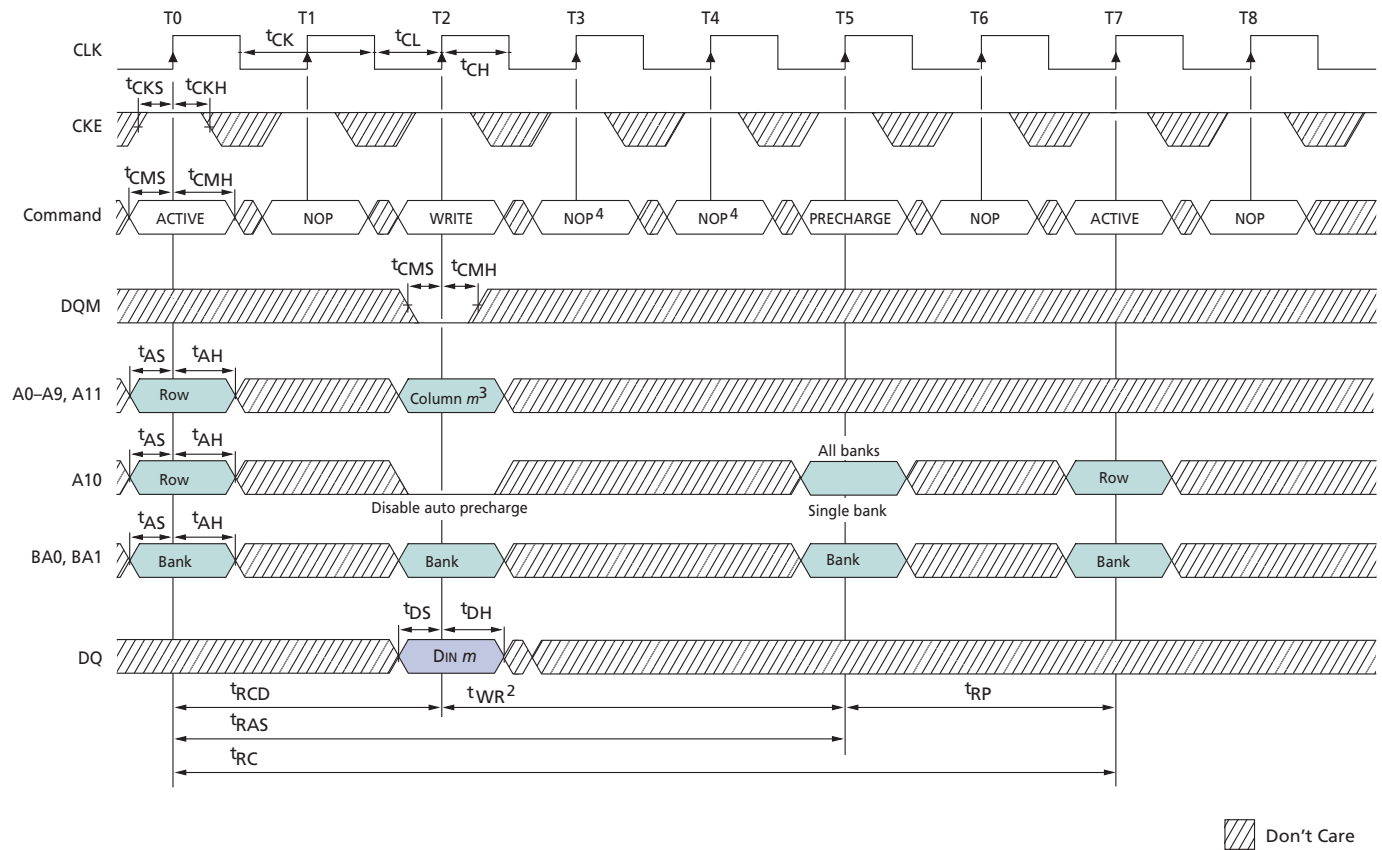 T0 T1 T2 T3 T4 T5 T6 T7 T8
CLK
tCK tCL
tCH
tCKS tCKH
CKE
tCMS tCMH
Command ACTIVE NOP WRITE NOP4 NOP4 PRECHARGE NOP ACTIVE NOP
tCMS tCMH
DQM
tAS tAH
A0–A9, A11 Row Column m3
tAS tAH
All banks
A10 Row Row
Disable auto precharge Single bank
tAS tAH
BA0, BA1 Bank Bank Bank Bank
tDS tDH
DQ DIN m
tRCD tWR2 tRP
tRAS
tRC
Don't Care